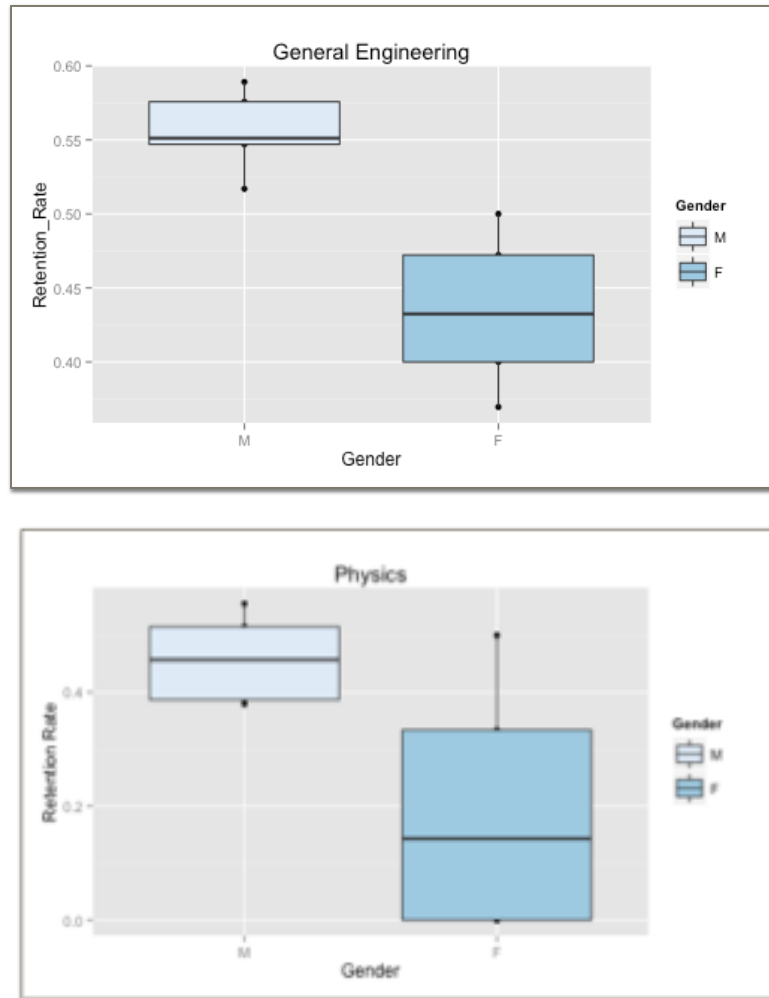 General Engineering
0.60
0.55
0.50
0.45
0.40
Retention_Rate
M
F
Gender
Gender
M
F
Physics
0.4
0.2
0.0
Retention Rate
M
F
Gender
Gender
M
F